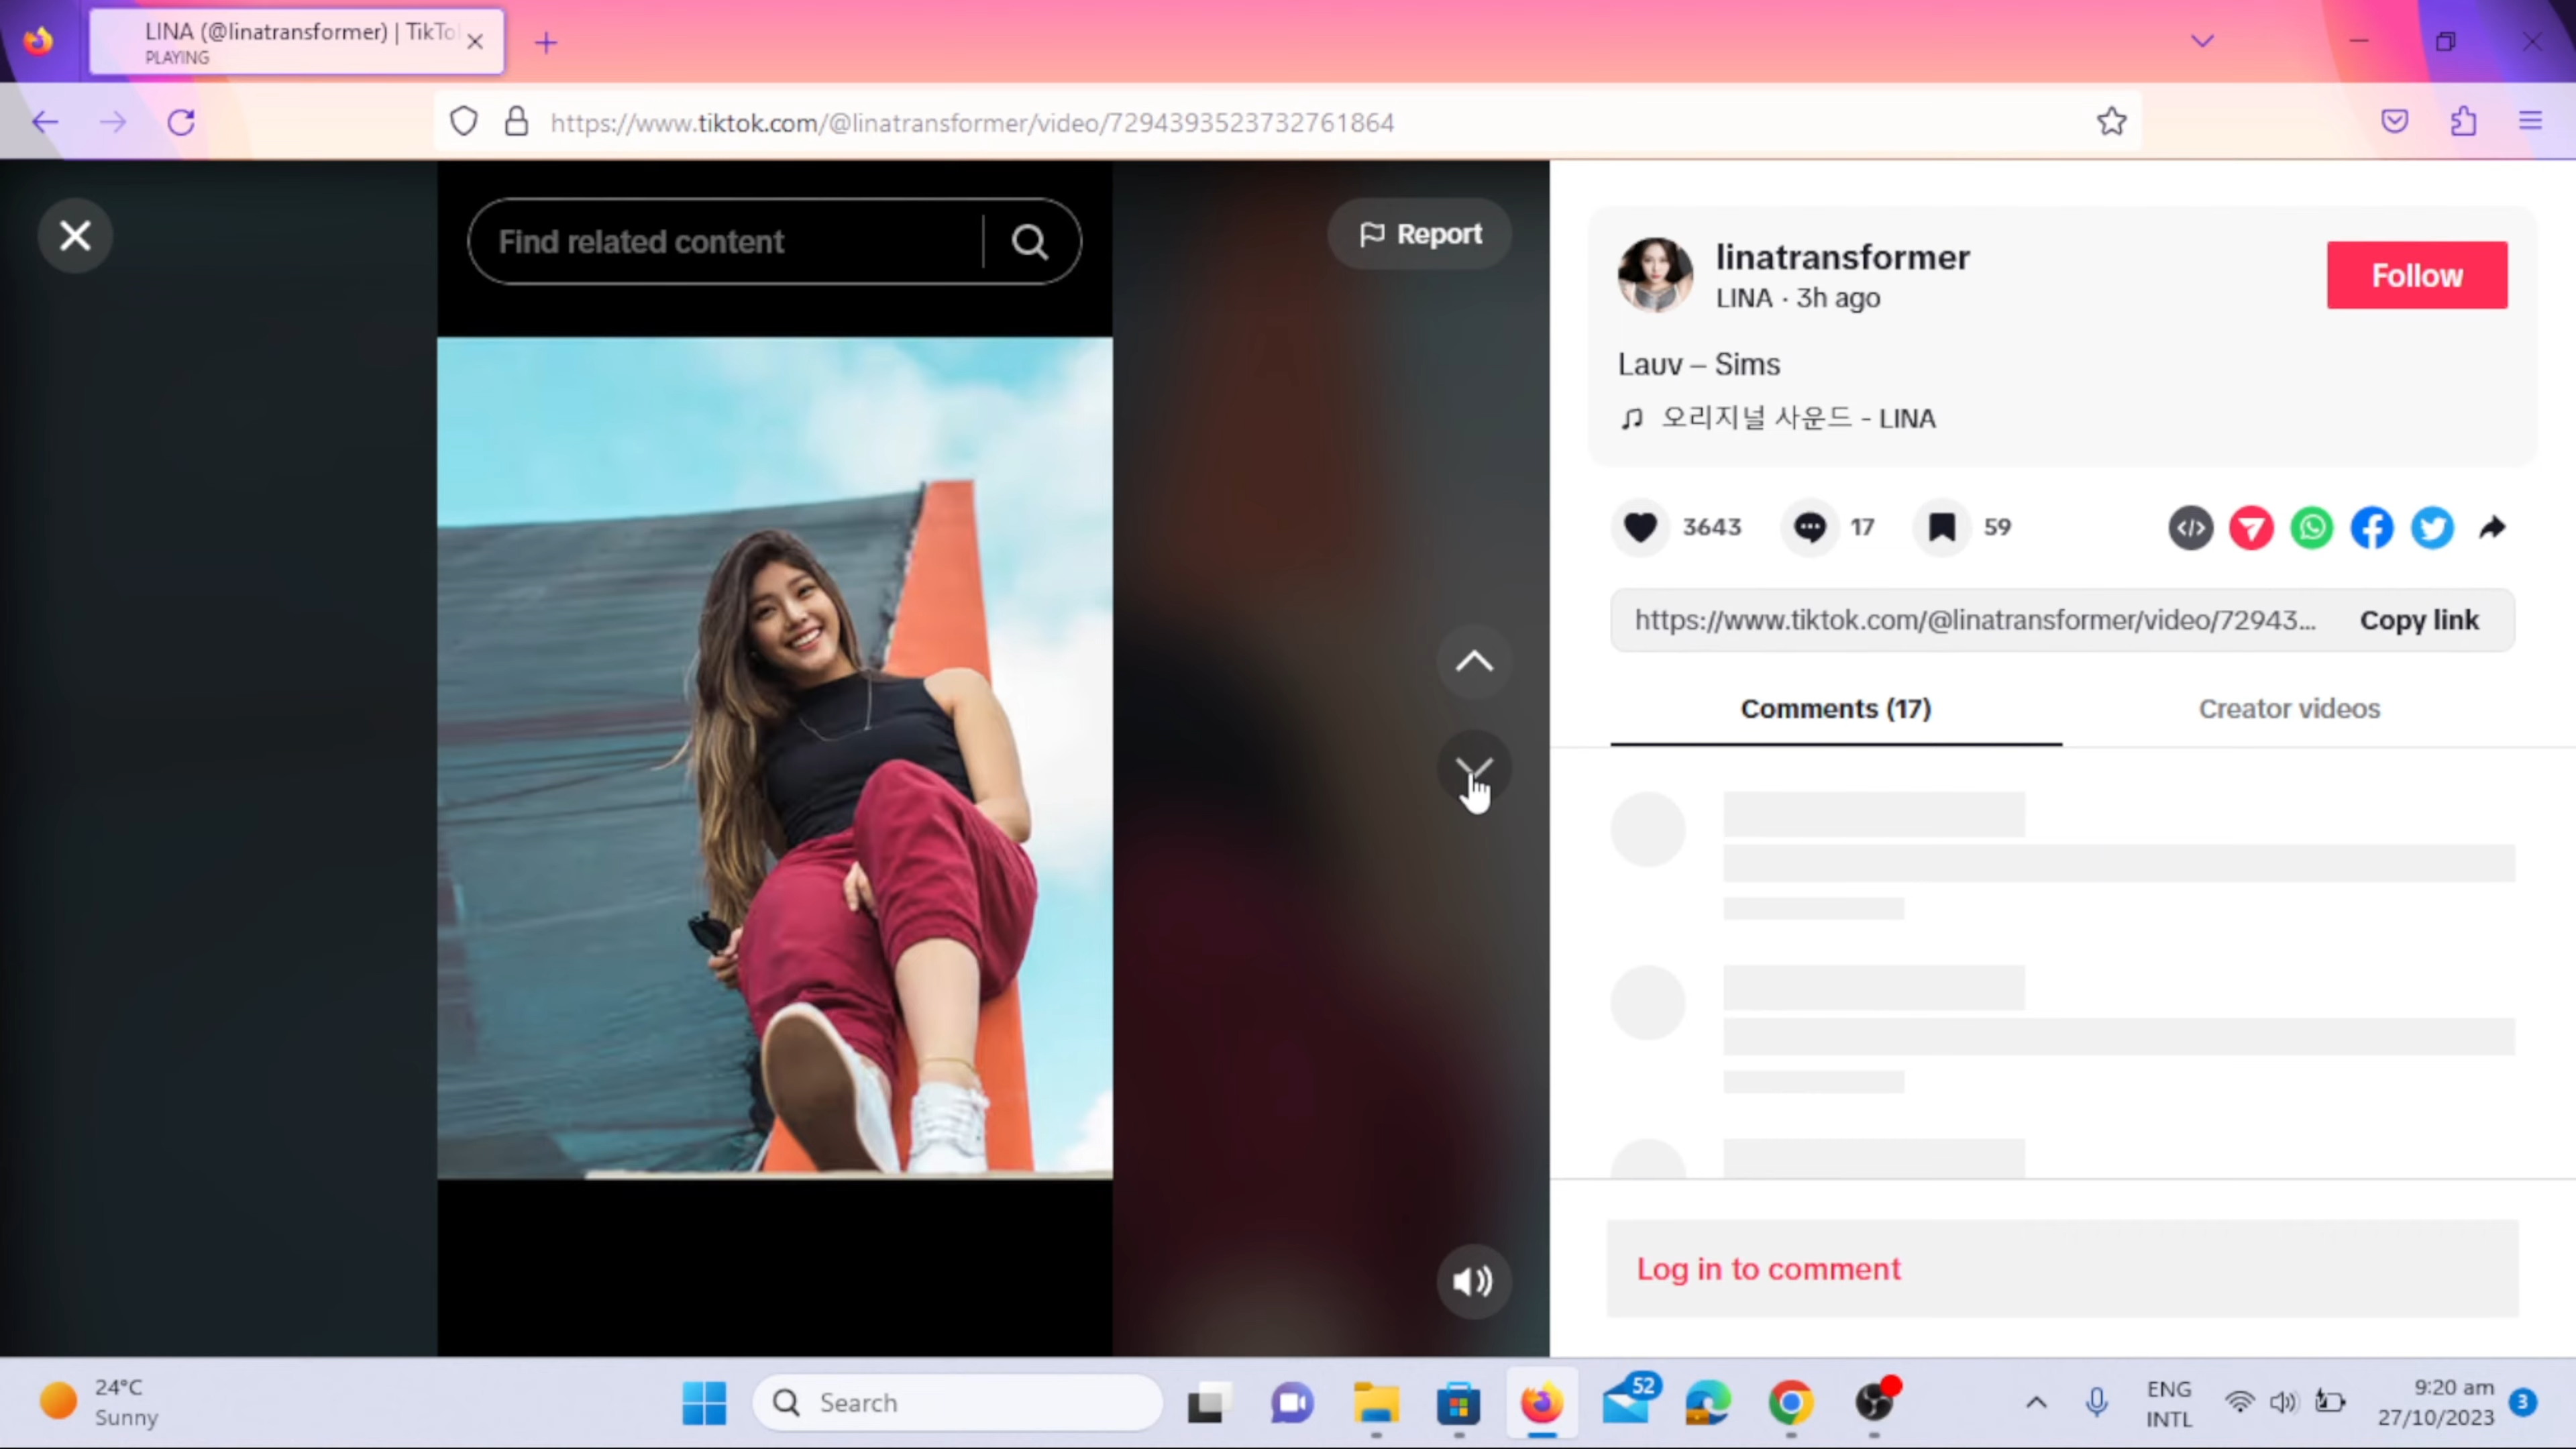 LINA (@linatransformer) | TikTo
PLAYING
https://www.tiktok.com/@linatransformer/video/7294393523732761864
Find related content
Report
linatransformer
LINA · 3h ago
Follow
Lauv – Sims
오리지널 사운드 - LINA
3643
17
59
https://www.tiktok.com/@linatransformer/video/72943...
Copy link
Comments (17)
Creator videos
Log in to comment
24°C
Sunny
Search
52
ENG
INTL
9:20 am
27/10/2023
3